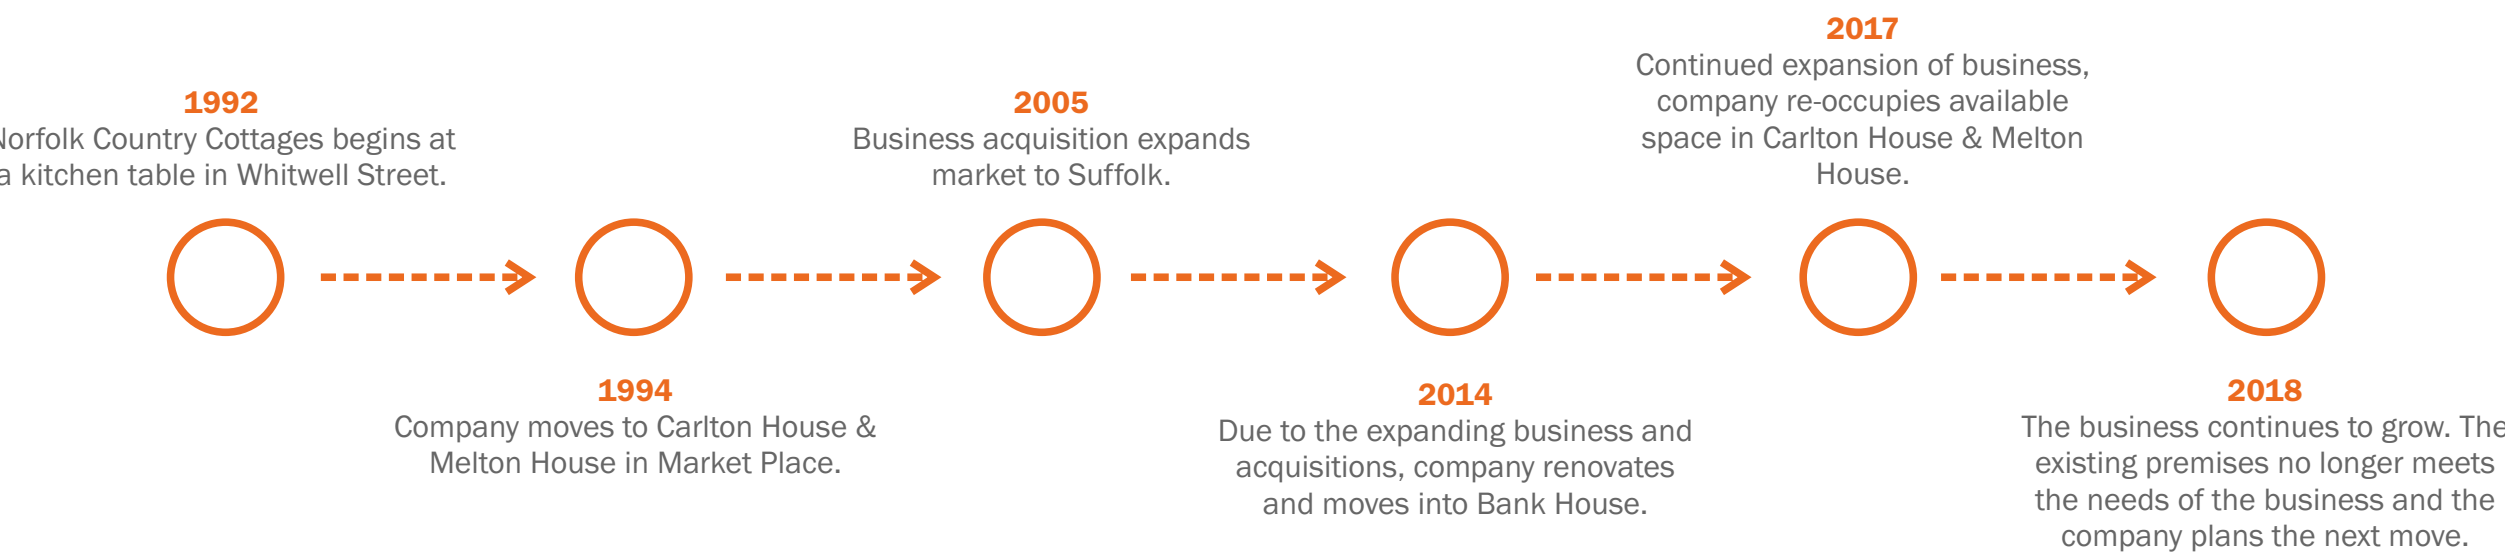 1992
Norfolk Country Cottages begins at
a kitchen table in Whitwell Street.
1994
Company moves to Carlton House &
Melton House in Market Place.
2005
Business acquisition expands
market to Suffolk.
2014
Due to the expanding business and
acquisitions, company renovates
and moves into Bank House.
2017
Continued expansion of business,
company re-occupies available
space in Carlton House & Melton
House.
2018
The business continues to grow. The
existing premises no longer meets
the needs of the business and the
company plans the next move.